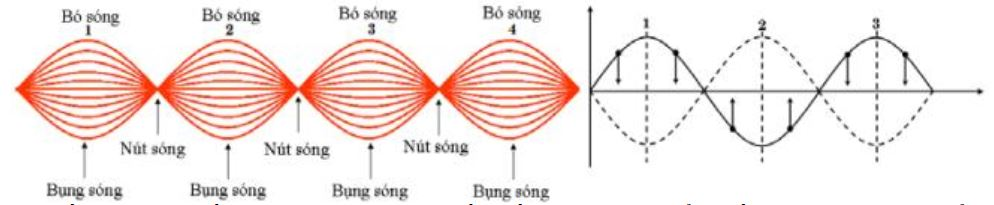 Bó sóng Bó sóng Bó sóng Bó sóng
1 2 3 4
1 2 3
Nút sóng Nút sóng Nút sóng
Bụng sóng Bụng sóng Bụng sóng Bụng sóng